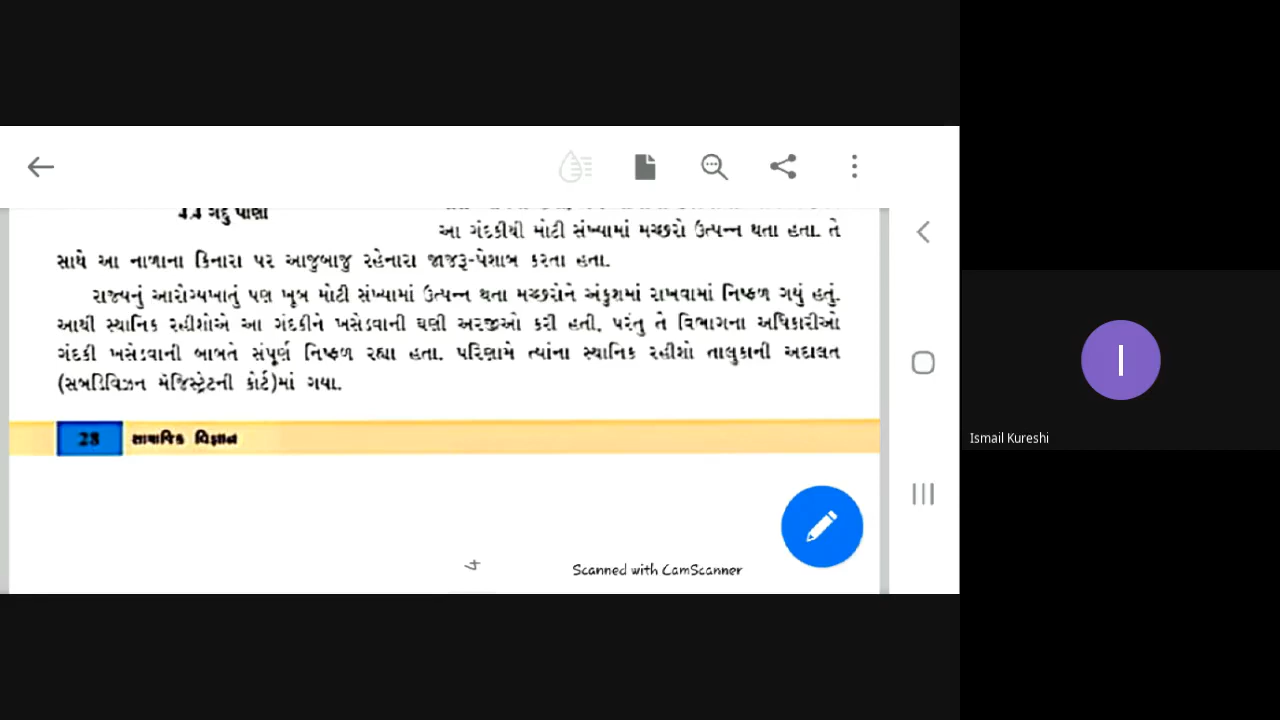 4.4 ગંદુ પાણી
આ ગંદકીથી મોટી સંખ્યામાં મચ્છરો ઉત્પન્ન થતા હતા. તે
સાથે આ નાળાના કિનારા પર આજુબાજુ રહેનારા જાજરૂ-પેશાબ કરતા હતા.
રાજ્યનું આરોગ્યખાતું પણ ખૂબ મોટી સંખ્યામાં ઉત્પન્ન થતા મચ્છરોને અંકુશમાં રાખવામાં નિષ્ફળ ગયું હતું.
આથી સ્થાનિક રહીશોએ આ ગંદકીને ખસેડવાની ઘણી અરજીઓ કરી હતી. પરંતુ તે વિભાગના અધિકારીઓ
ગંદકી ખસેડવાની બાબતે સંપૂર્ણ નિષ્ફળ રહ્યા હતા. પરિણામે ત્યાંના સ્થાનિક રહીશો તાલુકાની અદાલત
(સબડિવિઝન મૅજિસ્ટ્રેટની કોર્ટ)માં ગયા.
28 સામાજિક વિજ્ઞાન
Scanned with CamScanner
I
Ismail Kureshi